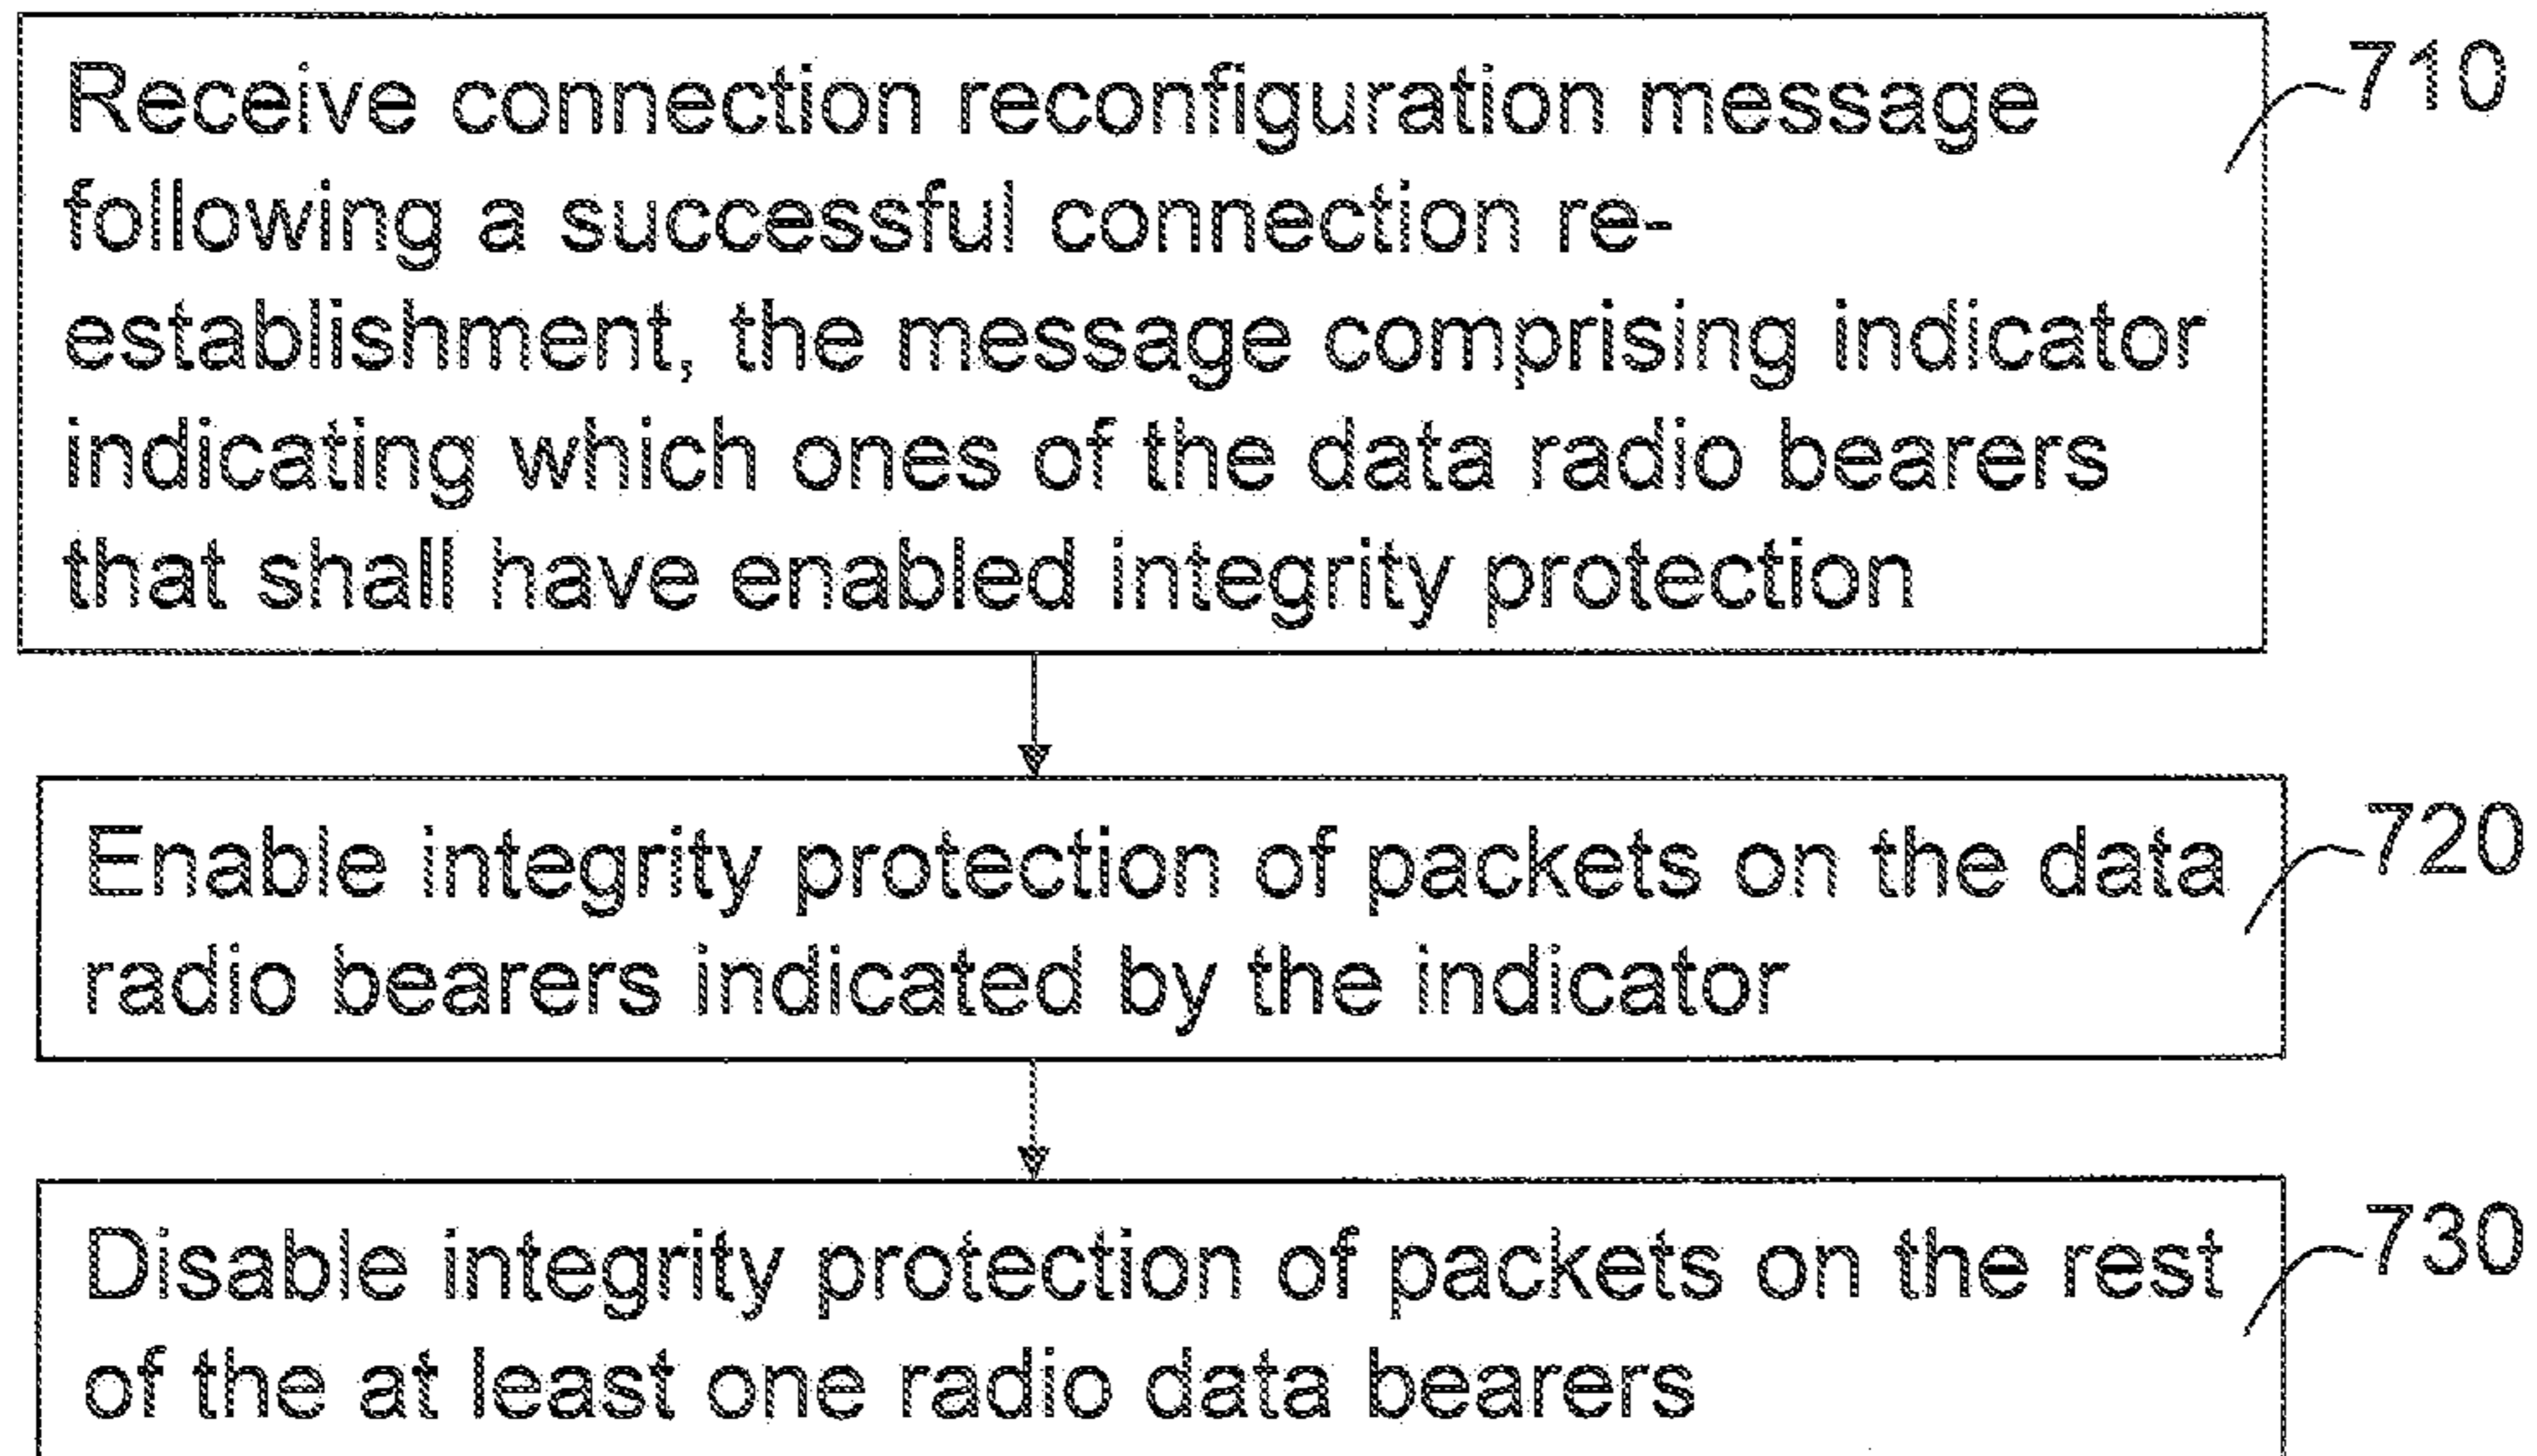 Receive connection reconfiguration message 710
following a successful connection re-
establishment, the message comprising indicator
indicating which ones of the data radio bearers
that shall have enabled integrity protection
Enable integrity protection of packets on the data 720
radio bearers indicated by the indicator
Disable integrity protection of packets on the rest 730
of the at least one radio data bearers